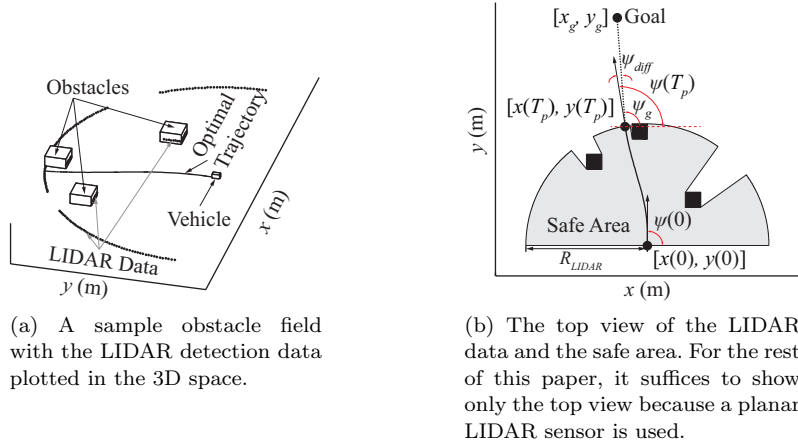 Obstacles
Optimal
Trajectory
Vehicle
LIDAR Data
x (m)
y (m)
(a) A sample obstacle field
with the LIDAR detection data
plotted in the 3D space.
[x_g, y_g]
Goal
ψ_diff
ψ(T_p)
[x(T_p), y(T_p)]
ψ_g
y (m)
Safe Area
ψ(0)
R_LIDAR
[x(0), y(0)]
x (m)
(b) The top view of the LIDAR
data and the safe area. For the rest
of this paper, it suffices to show
only the top view because a planar
LIDAR sensor is used.